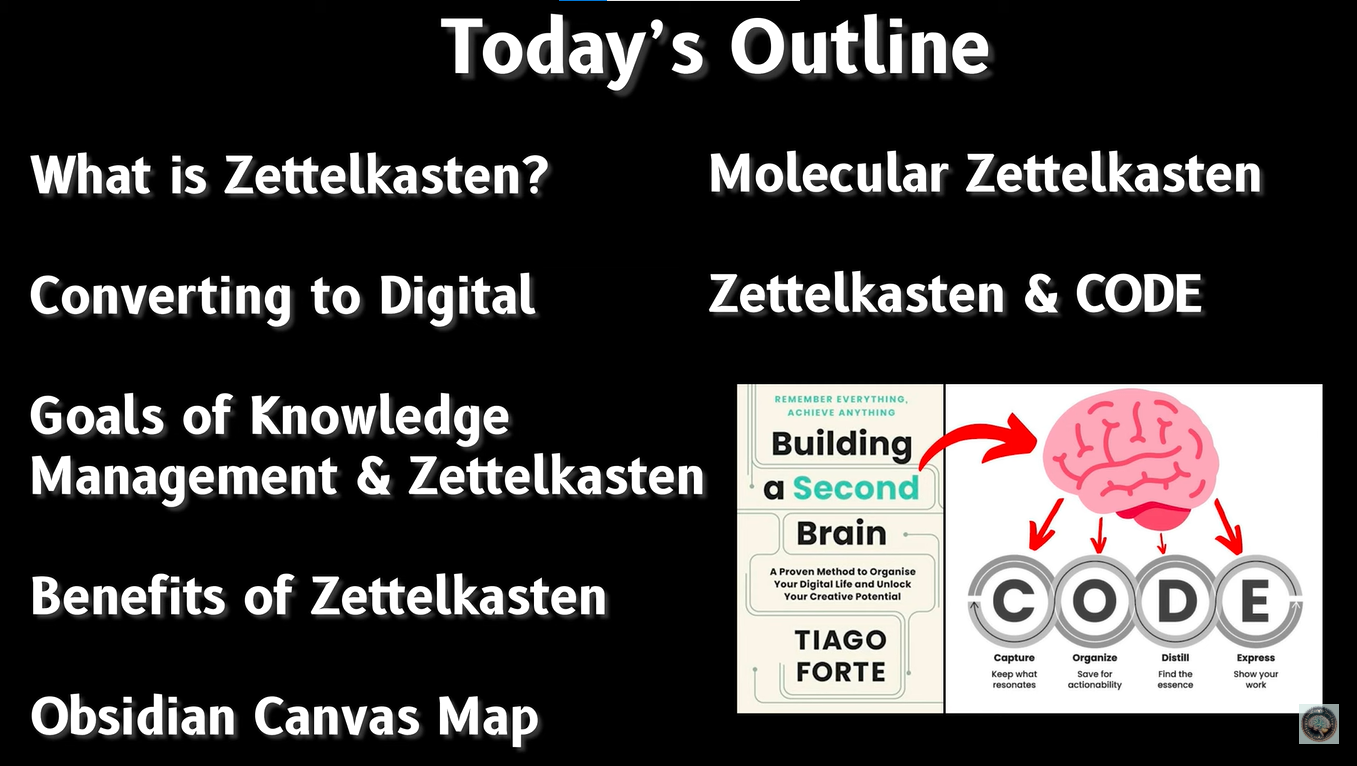 Today's Outline
What is Zettelkasten?
Converting to Digital
Goals of Knowledge
Management & Zettelkasten
Benefits of Zettelkasten
Obsidian Canvas Map
Molecular Zettelkasten
Zettelkasten & CODE
REMEMBER EVERYTHING,
ACHIEVE ANYTHING
Building
a Second
Brain
A Proven Method to Organise
Your Digital Life and Unlock
Your Creative Potential
TIAGO
FORTE
C O D E
Capture Organize Distill Express
Keep what Save for Find the Show your
resonates actionability essence work